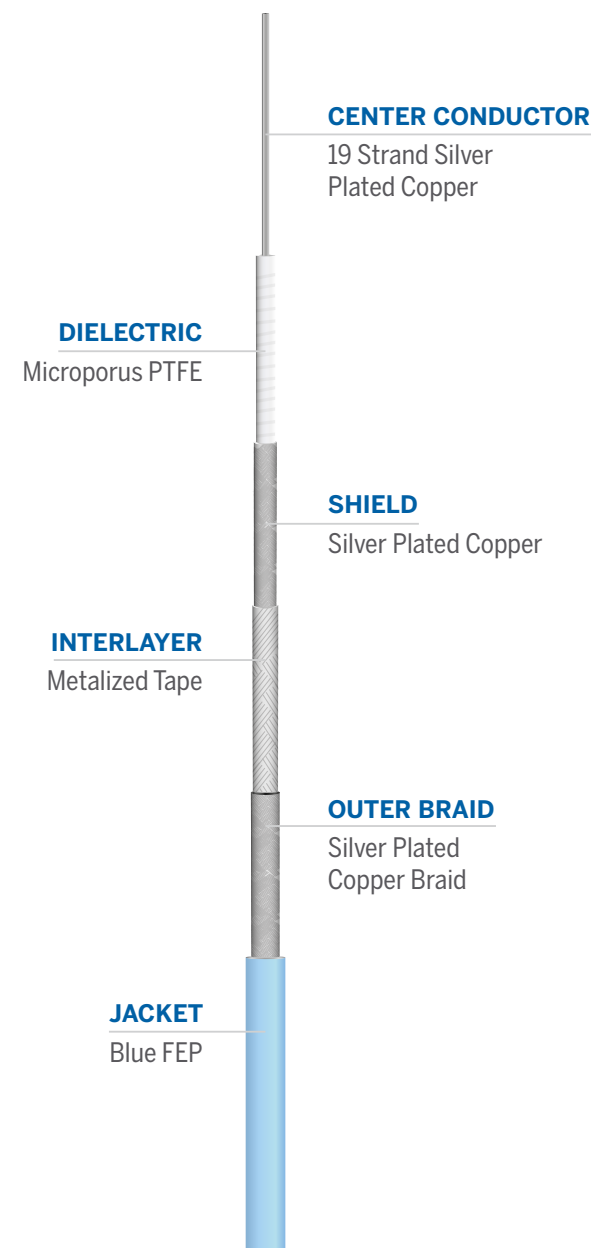 CENTER CONDUCTOR
19 Strand Silver
Plated Copper
DIELECTRIC
Microporus PTFE
SHIELD
Silver Plated Copper
INTERLAYER
Metalized Tape
OUTER BRAID
Silver Plated
Copper Braid
JACKET
Blue FEP